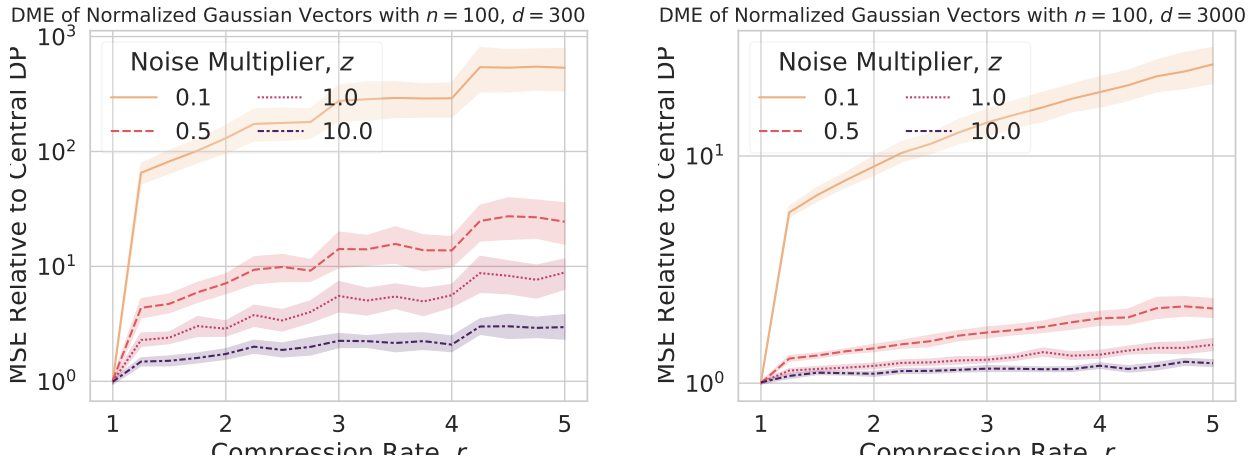 DME of Normalized Gaussian Vectors with n = 100, d = 300
MSE Relative to Central DP
10³
10²
10¹
10⁰
Noise Multiplier, z
0.1 1.0
0.5 10.0
1 2 3 4 5
Compression Rate, r
DME of Normalized Gaussian Vectors with n = 100, d = 3000
MSE Relative to Central DP
10¹
10⁰
Noise Multiplier, z
0.1 1.0
0.5 10.0
1 2 3 4 5
Compression Rate, r